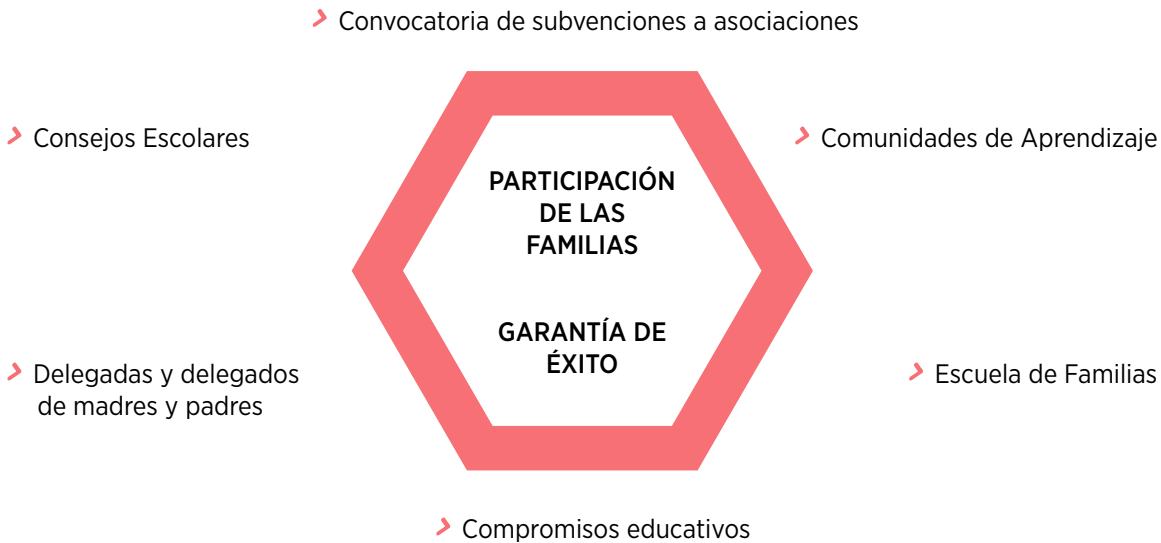 Convocatoria de subvenciones a asociaciones
Consejos Escolares
Comunidades de Aprendizaje
PARTICIPACIÓN
DE LAS
FAMILIAS
GARANTÍA DE
ÉXITO
Delegadas y delegados
de madres y padres
Escuela de Familias
Compromisos educativos